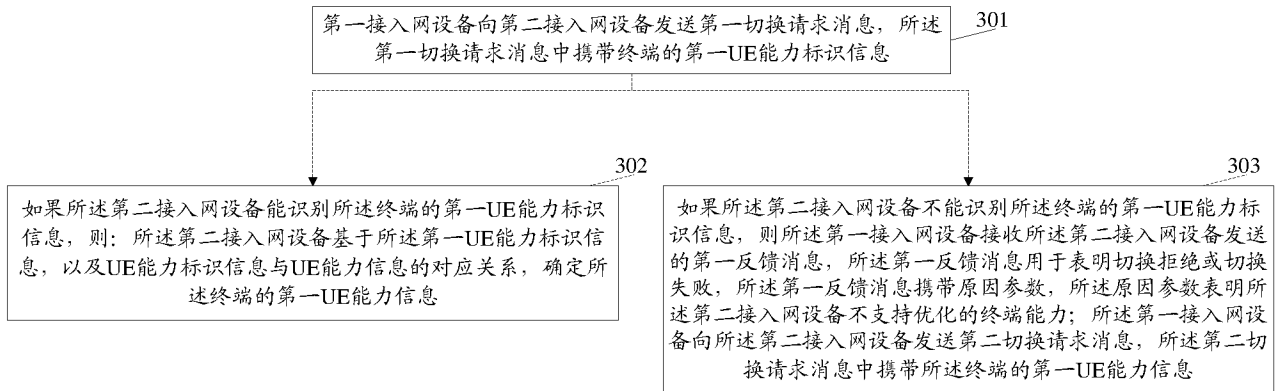 第一接入网设备向第二接入网设备发送第一切换请求消息，所述
第一切换请求消息中携带终端的第一UE能力标识信息
301
302
如果所述第二接入网设备能识别所述终端的第一UE能力标识
信息，则：所述第二接入网设备基于所述第一UE能力标识信
息，以及UE能力标识信息与UE能力信息的对应关系，确定所
述终端的第一UE能力信息
303
如果所述第二接入网设备不能识别所述终端的第一UE能力标
识信息，则所述第一接入网设备接收所述第二接入网设备发送
的第一反馈消息，所述第一反馈消息用于表明切换拒绝或切换
失败，所述第一反馈消息携带原因参数，所述原因参数表明所
述第二接入网设备不支持优化的终端能力；所述第一接入网设
备向所述第二接入网设备发送第二切换请求消息，所述第二切
换请求消息中携带所述终端的第一UE能力信息